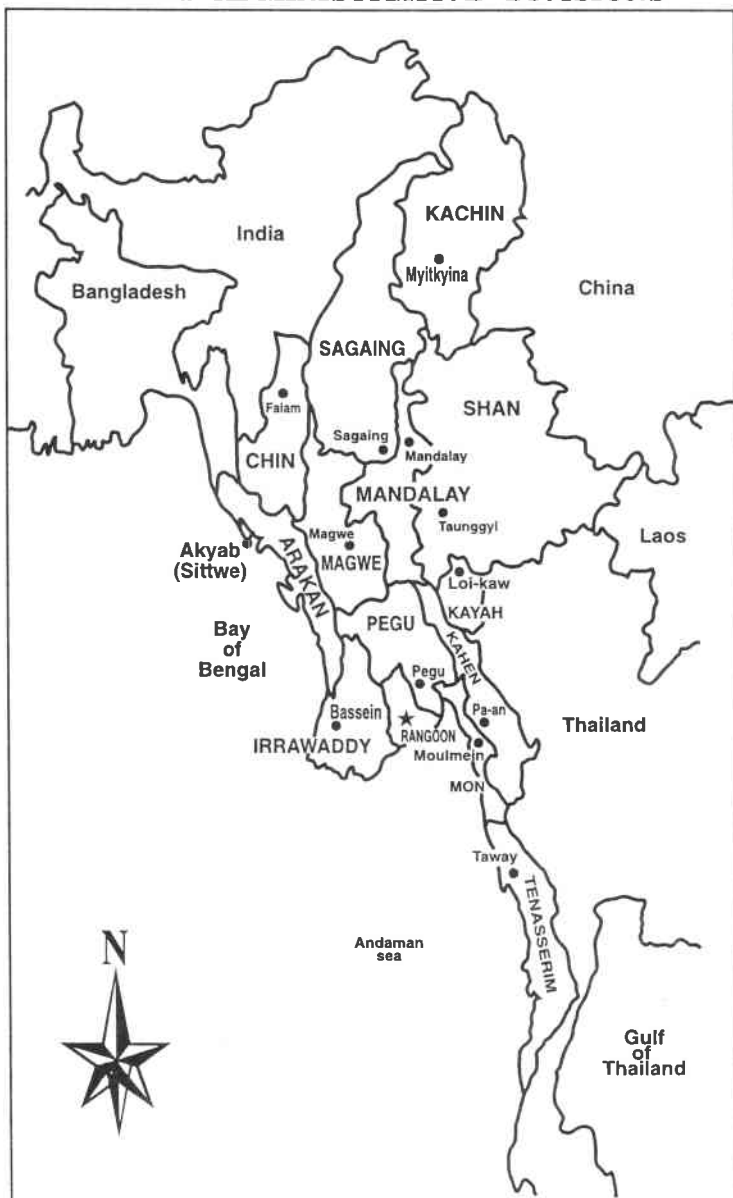 KACHIN
India
Myitkyina
Bangladesh
China
SAGAING
Falam
SHAN
Sagaing
Mandalay
CHIN
MANDALAY
Taunggyl
Magwe
Laos
Akyab
(Sittwe)
ARAKAN
MAGWE
Loi-kaw
KAYAH
PEGU
Bay
of
Bengal
KAHEN
Pegu
Bassein
Pa-an
RANGOON
Thailand
IRRAWADDY
Moulmein
MON
Taway
TENASSERIM
N
Andaman
sea
Gulf
of
Thailand